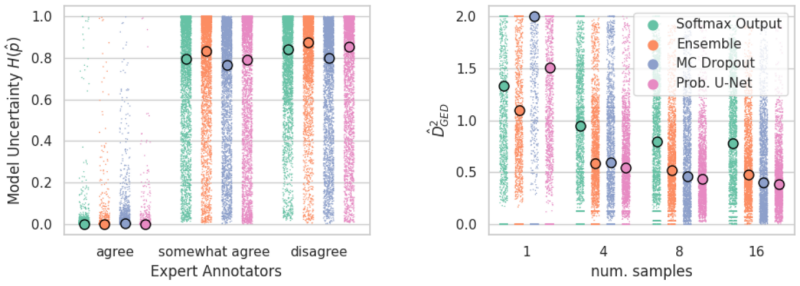 1.0
0.8
0.6
0.4
0.2
0.0
Model Uncertainty H(p̂)
agree somewhat agree disagree
Expert Annotators
2.0
1.5
1.0
0.5
0.0
D̂²GED
Softmax Output
Ensemble
MC Dropout
Prob. U-Net
1 4 8 16
num. samples